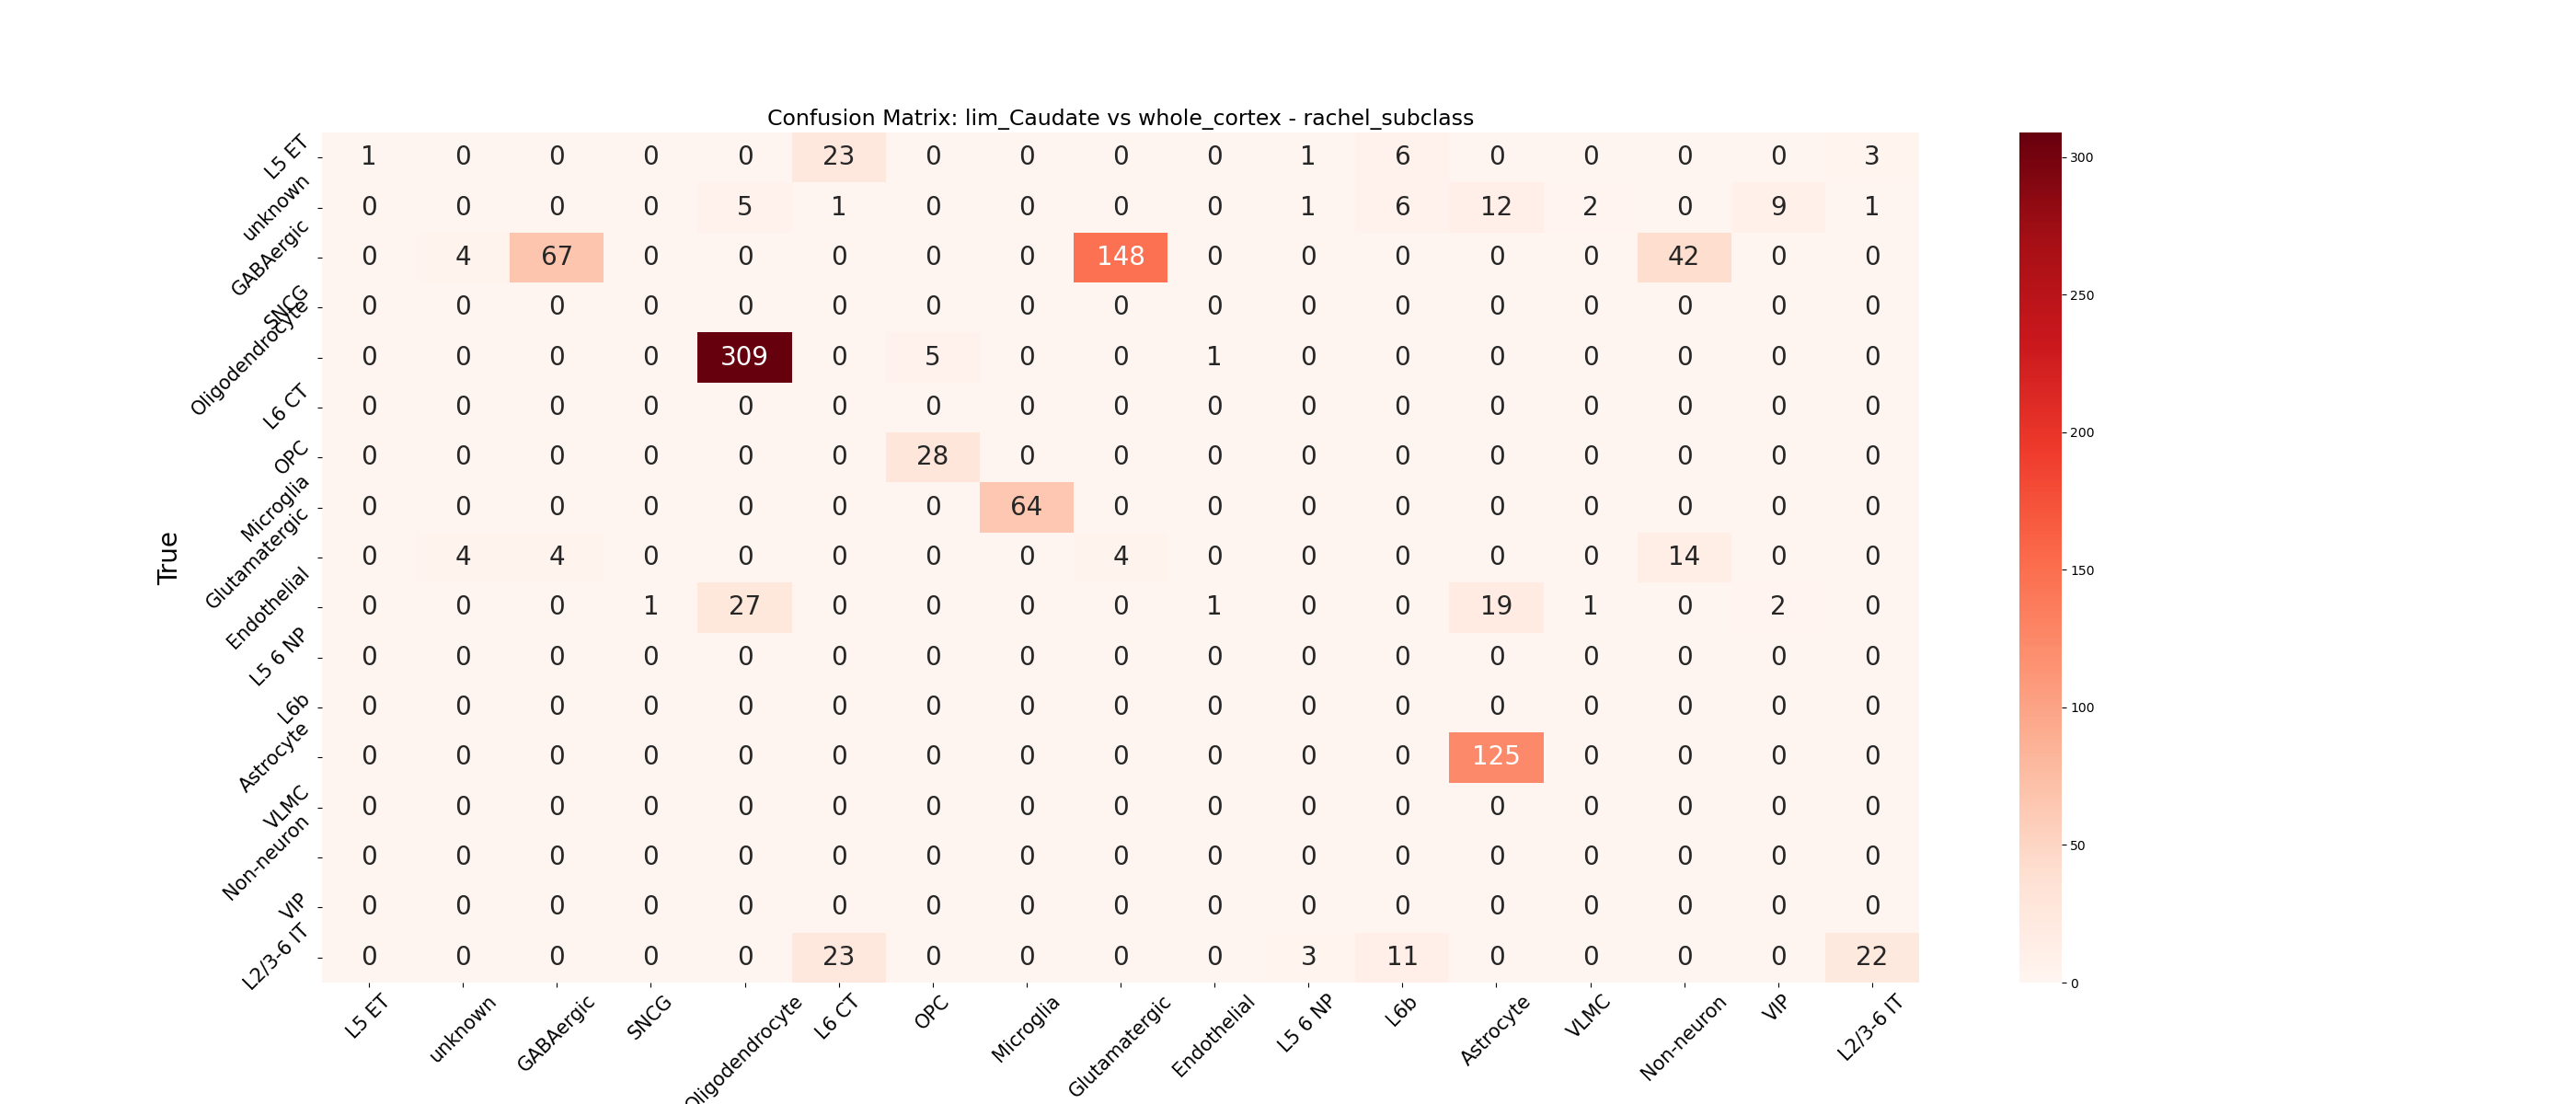 Confusion Matrix: lim_Caudate vs whole_cortex - rachel_subclass
True
L5 ET 1 0 0 0 0 23 0 0 0 0 1 6 0 0 0 0 3
unknown 0 0 0 0 5 1 0 0 0 0 1 6 12 2 0 9 1
GABAergic 0 4 67 0 0 0 0 0 148 0 0 0 0 0 42 0 0
SNCG 0 0 0 0 0 0 0 0 0 0 0 0 0 0 0 0 0
Oligodendrocyte 0 0 0 0 309 0 5 0 0 1 0 0 0 0 0 0 0
L6 CT 0 0 0 0 0 0 0 0 0 0 0 0 0 0 0 0 0
OPC 0 0 0 0 0 0 28 0 0 0 0 0 0 0 0 0 0
Microglia 0 0 0 0 0 0 0 64 0 0 0 0 0 0 0 0 0
Glutamatergic 0 4 4 0 0 0 0 0 4 0 0 0 0 0 14 0 0
Endothelial 0 0 0 1 27 0 0 0 0 1 0 0 19 1 0 2 0
L5 6 NP 0 0 0 0 0 0 0 0 0 0 0 0 0 0 0 0 0
L6b 0 0 0 0 0 0 0 0 0 0 0 0 0 0 0 0 0
Astrocyte 0 0 0 0 0 0 0 0 0 0 0 0 125 0 0 0 0
VLMC 0 0 0 0 0 0 0 0 0 0 0 0 0 0 0 0 0
Non-neuron 0 0 0 0 0 0 0 0 0 0 0 0 0 0 0 0 0
VIP 0 0 0 0 0 0 0 0 0 0 0 0 0 0 0 0 0
L2/3-6 IT 0 0 0 0 0 23 0 0 0 0 3 11 0 0 0 0 22
L5 ET unknown GABAergic SNCG Oligodendrocyte L6 CT OPC Microglia Glutamatergic Endothelial L5 6 NP L6b Astrocyte VLMC Non-neuron VIP L2/3-6 IT
300
250
200
150
100
50
0